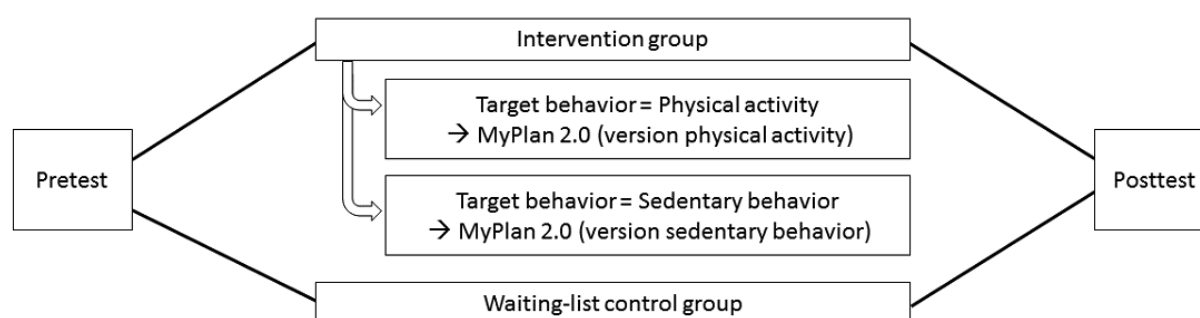 Intervention group
Target behavior = Physical activity
→ MyPlan 2.0 (version physical activity)
Pretest
Posttest
Target behavior = Sedentary behavior
→ MyPlan 2.0 (version sedentary behavior)
Waiting-list control group